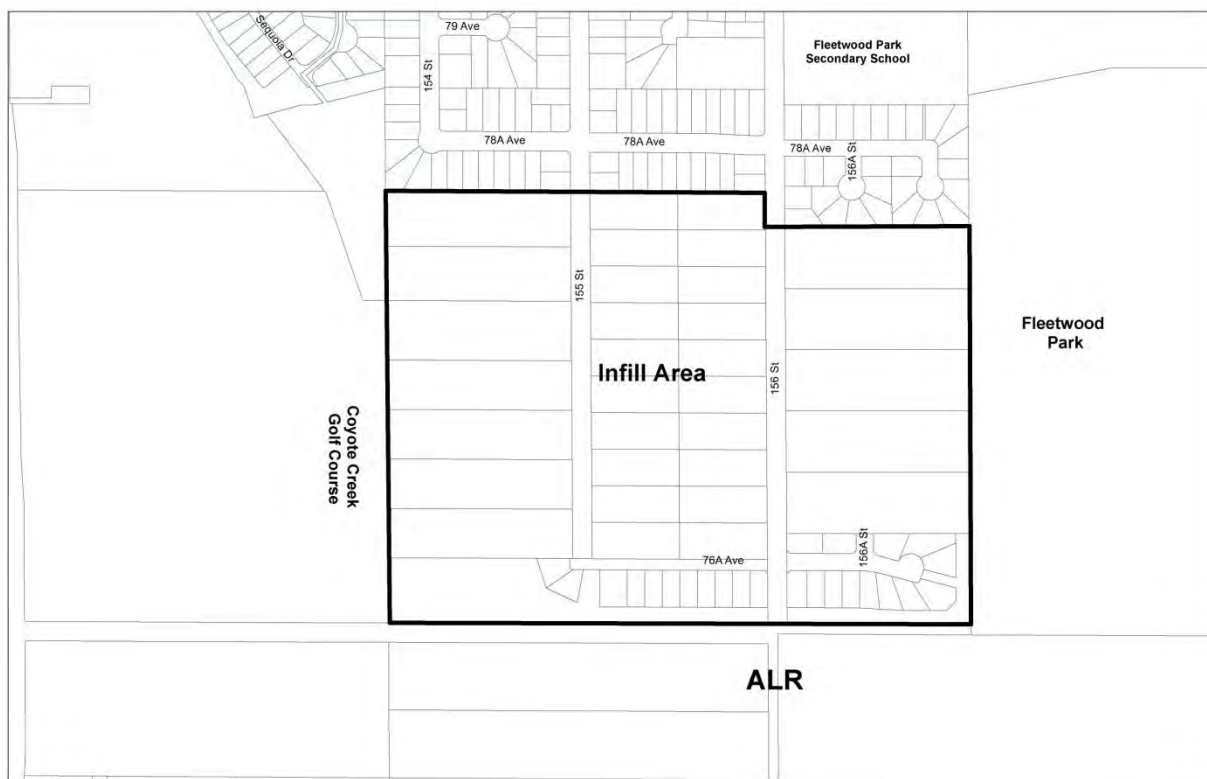 79 Ave
Sequoia Dr
154 St
Fleetwood Park
Secondary School
78A Ave
78A Ave
78A Ave
156A St
155 St
156 St
Infill Area
Fleetwood
Park
Coyote Creek
Golf Course
76A Ave
156A St
ALR